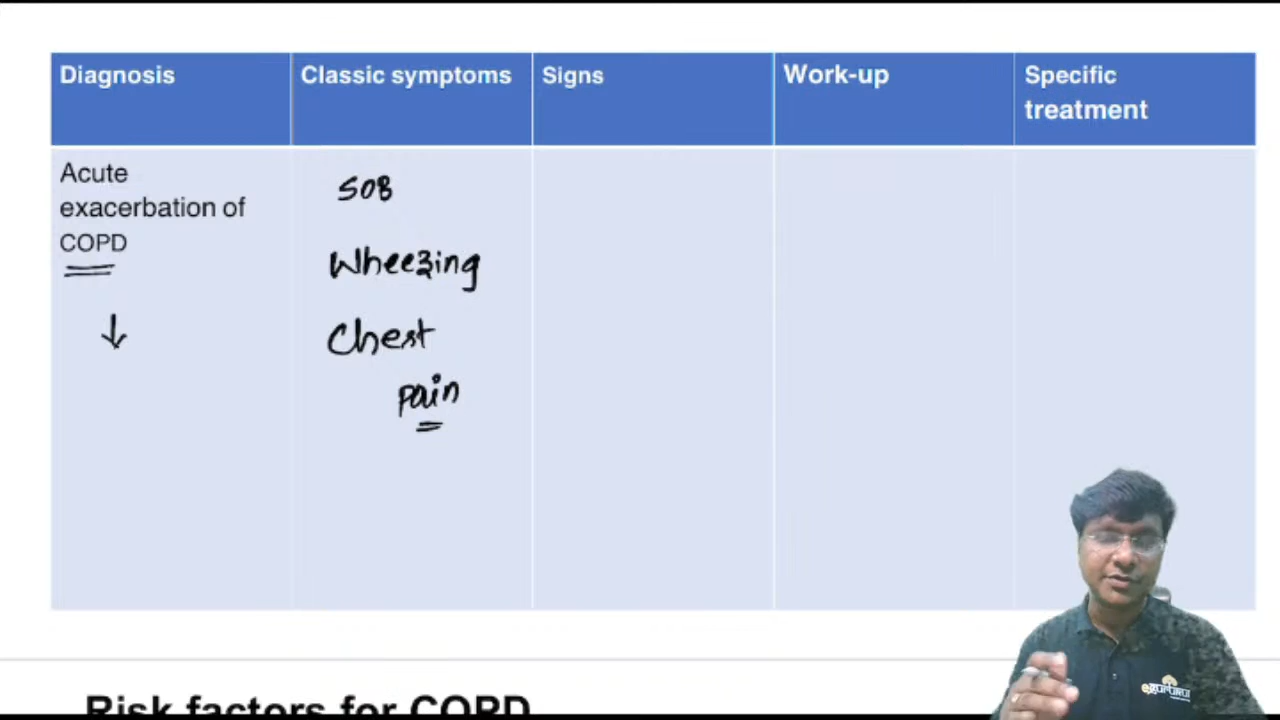 Diagnosis
Classic symptoms
Signs
Work-up
Specific
treatment
Acute
exacerbation of
COPD
SOB
Wheezing
Chest
pain
Risk factors for COPD